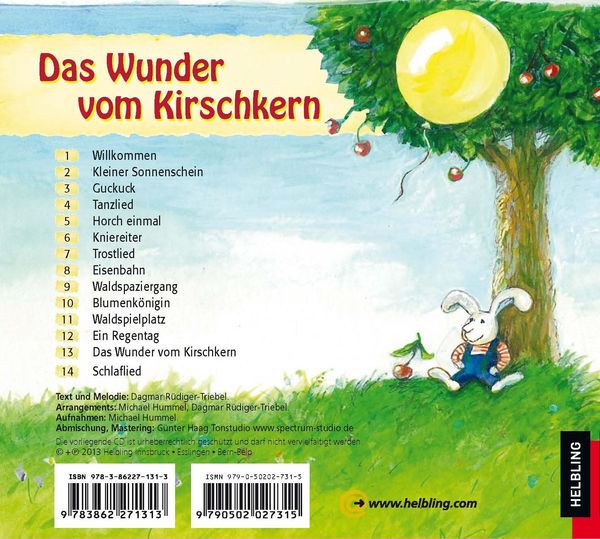 Das Wunder
vom Kirschkern
1 Willkommen
2 Kleiner Sonnenschein
3 Guckuck
4 Tanzlied
5 Horch einmal
6 Kniereiter
7 Trostlied
8 Eisenbahn
9 Waldspaziergang
10 Blumenkönigin
11 Waldspielplatz
12 Ein Regentag
13 Das Wunder vom Kirschkern
14 Schlaflied
Text und Melodie: Dagmar Rüdiger-Triebel.
Arrangements: Michael Hummel, Dagmar Rüdiger-Triebel.
Aufnahmen: Michael Hummel.
Abmischung, Mastering: Günter Haag Tonstudio www.spectrum-studio.de
Die vorliegende CD ist urheberrechtlich geschützt und darf nicht vervielfältigt werden.
© + ℗ 2013 Helbling Innsbruck • Esslingen • Bern-Belp
ISBN 978-3-86227-131-3
9 783862 271313
ISMN 979-0-50202-731-5
9 790502 027315
www.helbling.com
HELBLING